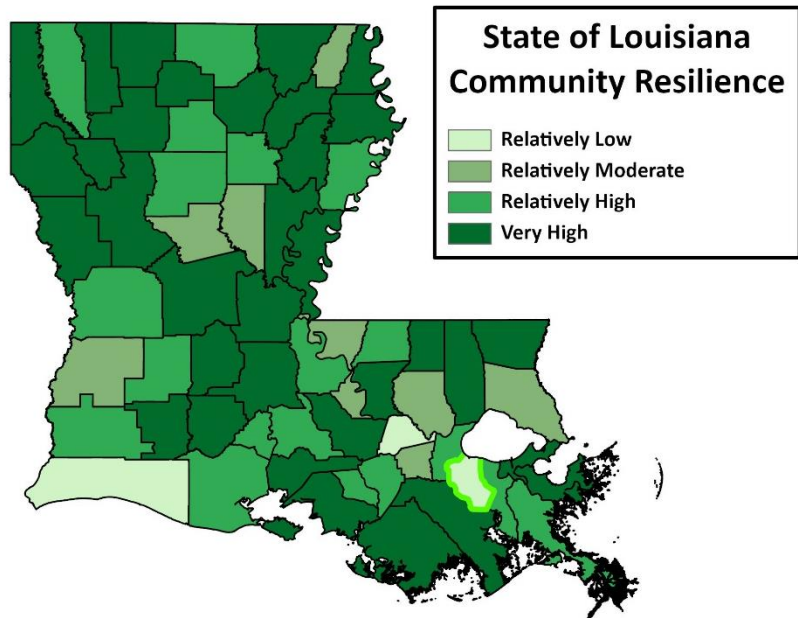 State of Louisiana
Community Resilience
Relatively Low
Relatively Moderate
Relatively High
Very High